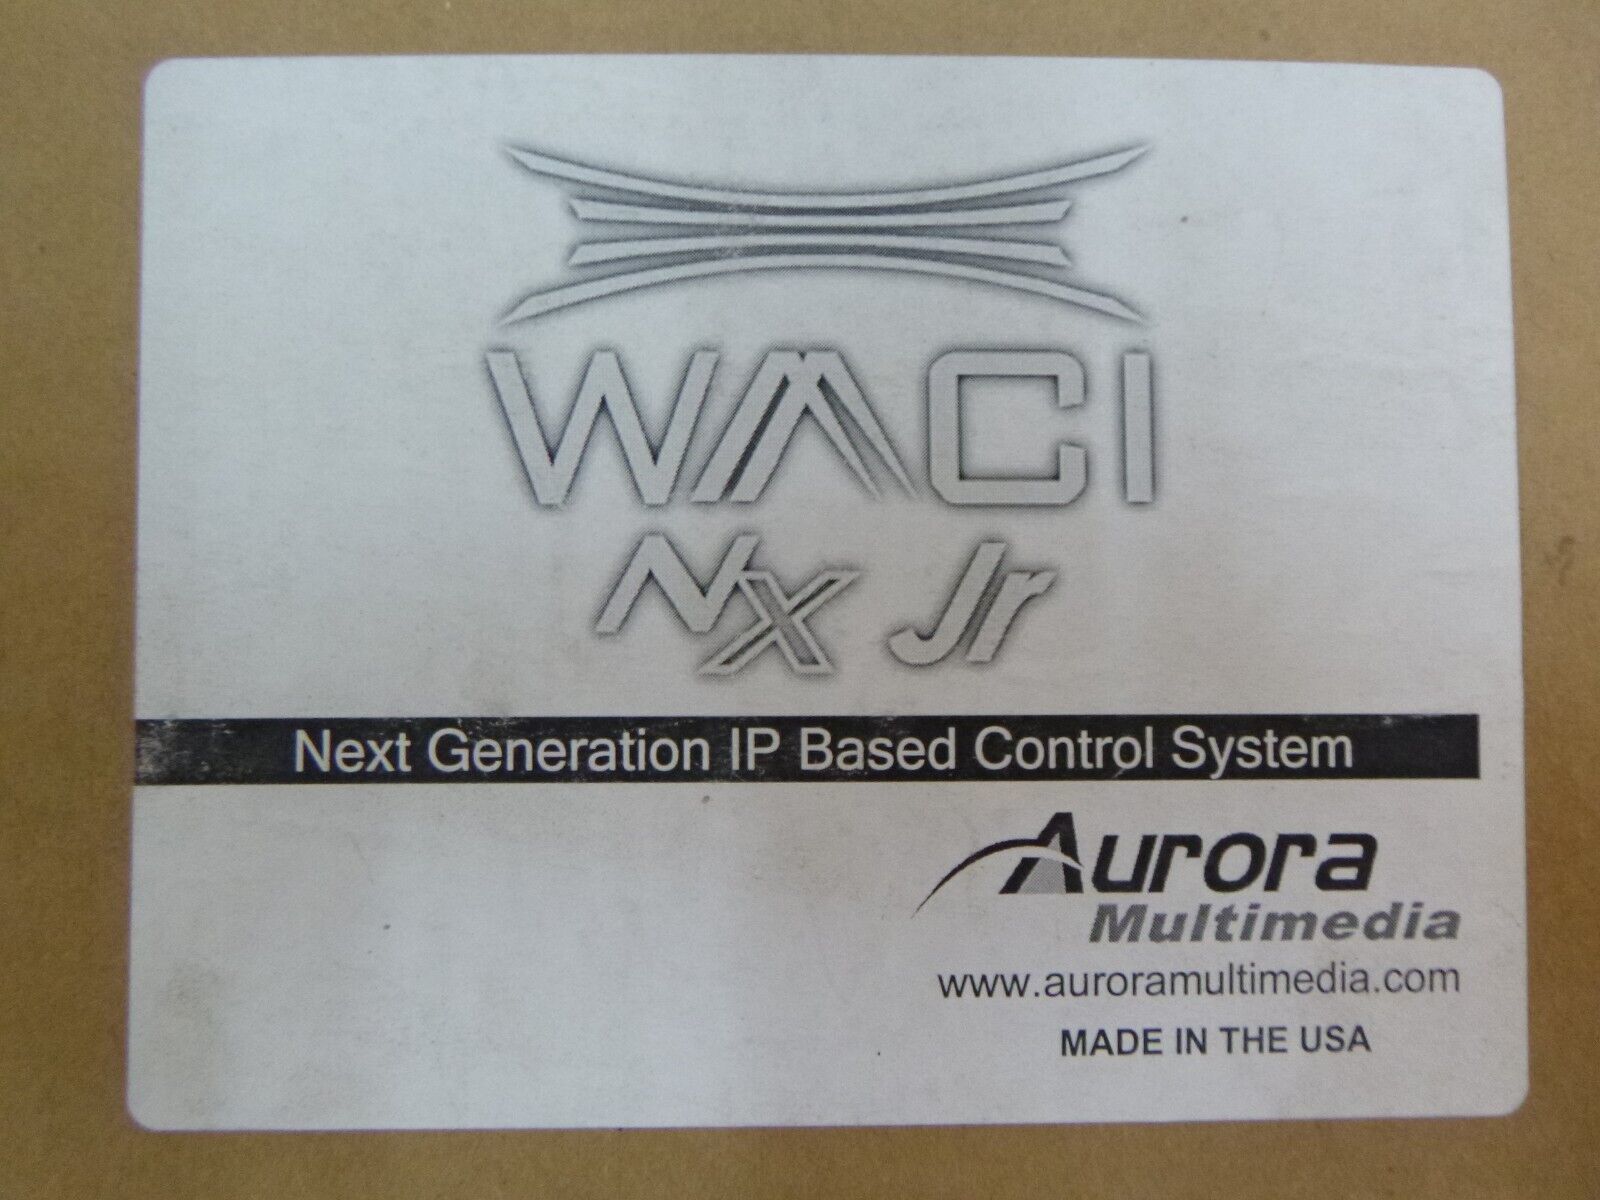 WACI
Nx Jr
Next Generation IP Based Control System
Aurora
Multimedia
www.auroramultimedia.com
MADE IN THE USA